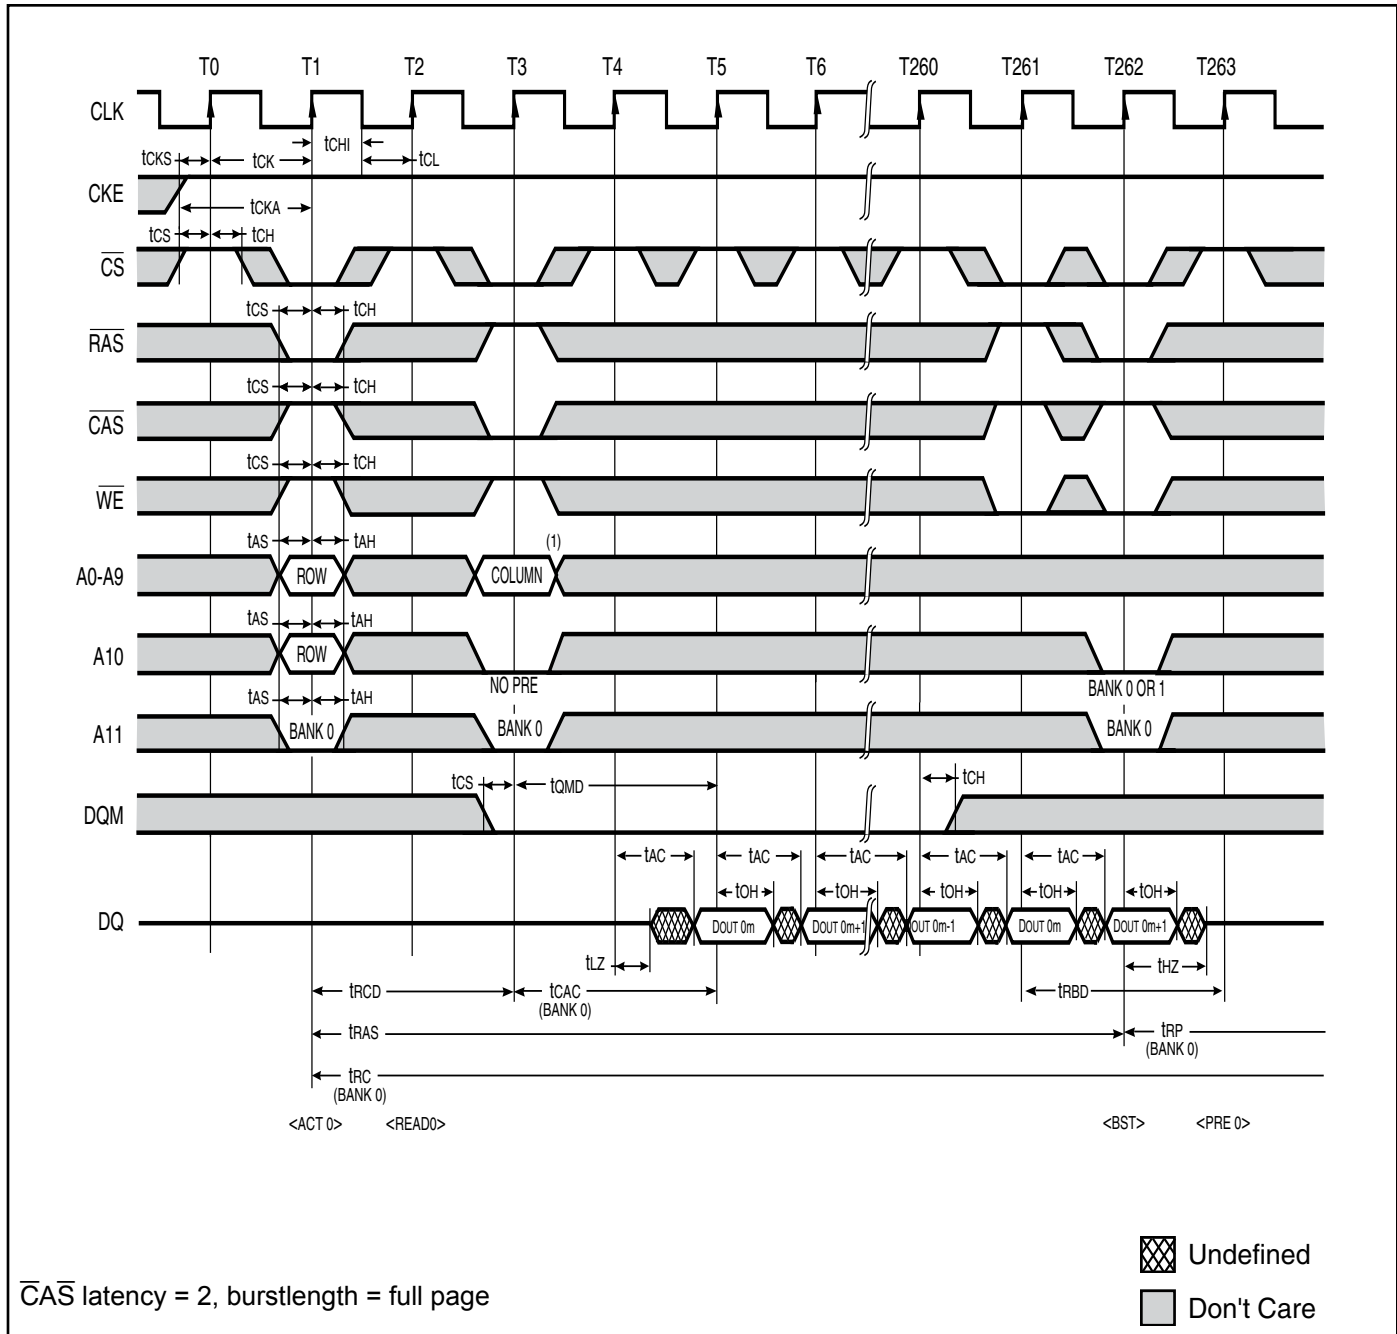 T0 T1 T2 T3 T4 T5 T6 T260 T261 T262 T263
CLK
tCHI
tCKS tCK tCL
CKE
tCKA
tCS tCH
CS
tCS tCH
RAS
tCS tCH
CAS
tCS tCH
WE
tAS tAH (1)
A0-A9 ROW COLUMN
tAS tAH
A10 ROW
NO PRE BANK 0 OR 1
tAS tAH
A11 BANK 0 BANK 0 BANK 0
tCS tQMD tCH
DQM
tAC tAC tAC tAC tAC
tOH tOH tOH tOH tOH
DQ DOUT 0m DOUT 0m+1 DOUT 0m-1 DOUT 0m DOUT 0m+1
tLZ tHZ
tRCD tCAC tRBD
(BANK 0)
tRAS tRP
(BANK 0)
tRC
(BANK 0)
<ACT 0> <READ0> <BST> <PRE 0>
Undefined
CAS latency = 2, burstlength = full page
Don't Care